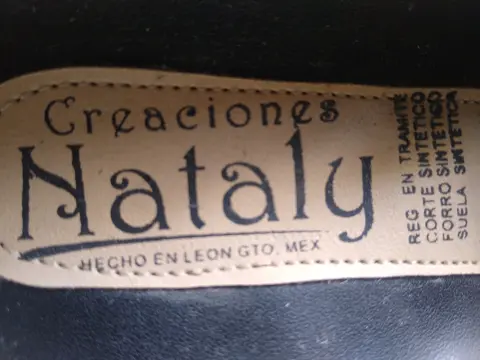 Creaciones
Nataly
HECHO EN LEON GTO. MEX
REG EN TRAMITE
CORTE SINTETICO
FORRO SINTETICO
SUELA SINTETICA